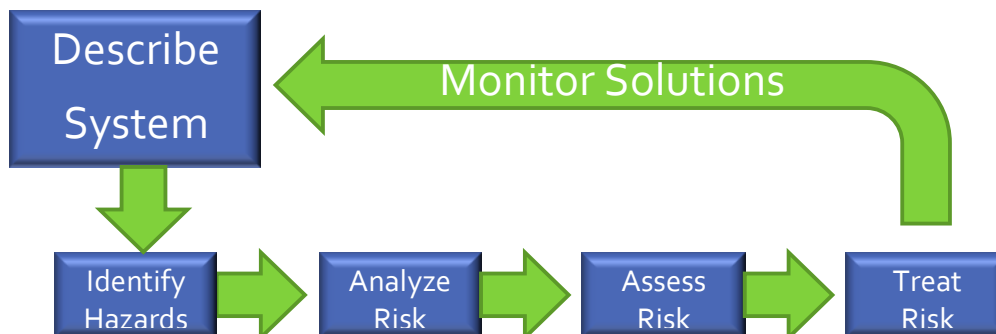 Describe
System
Monitor Solutions
Identify
Hazards
Analyze
Risk
Assess
Risk
Treat
Risk